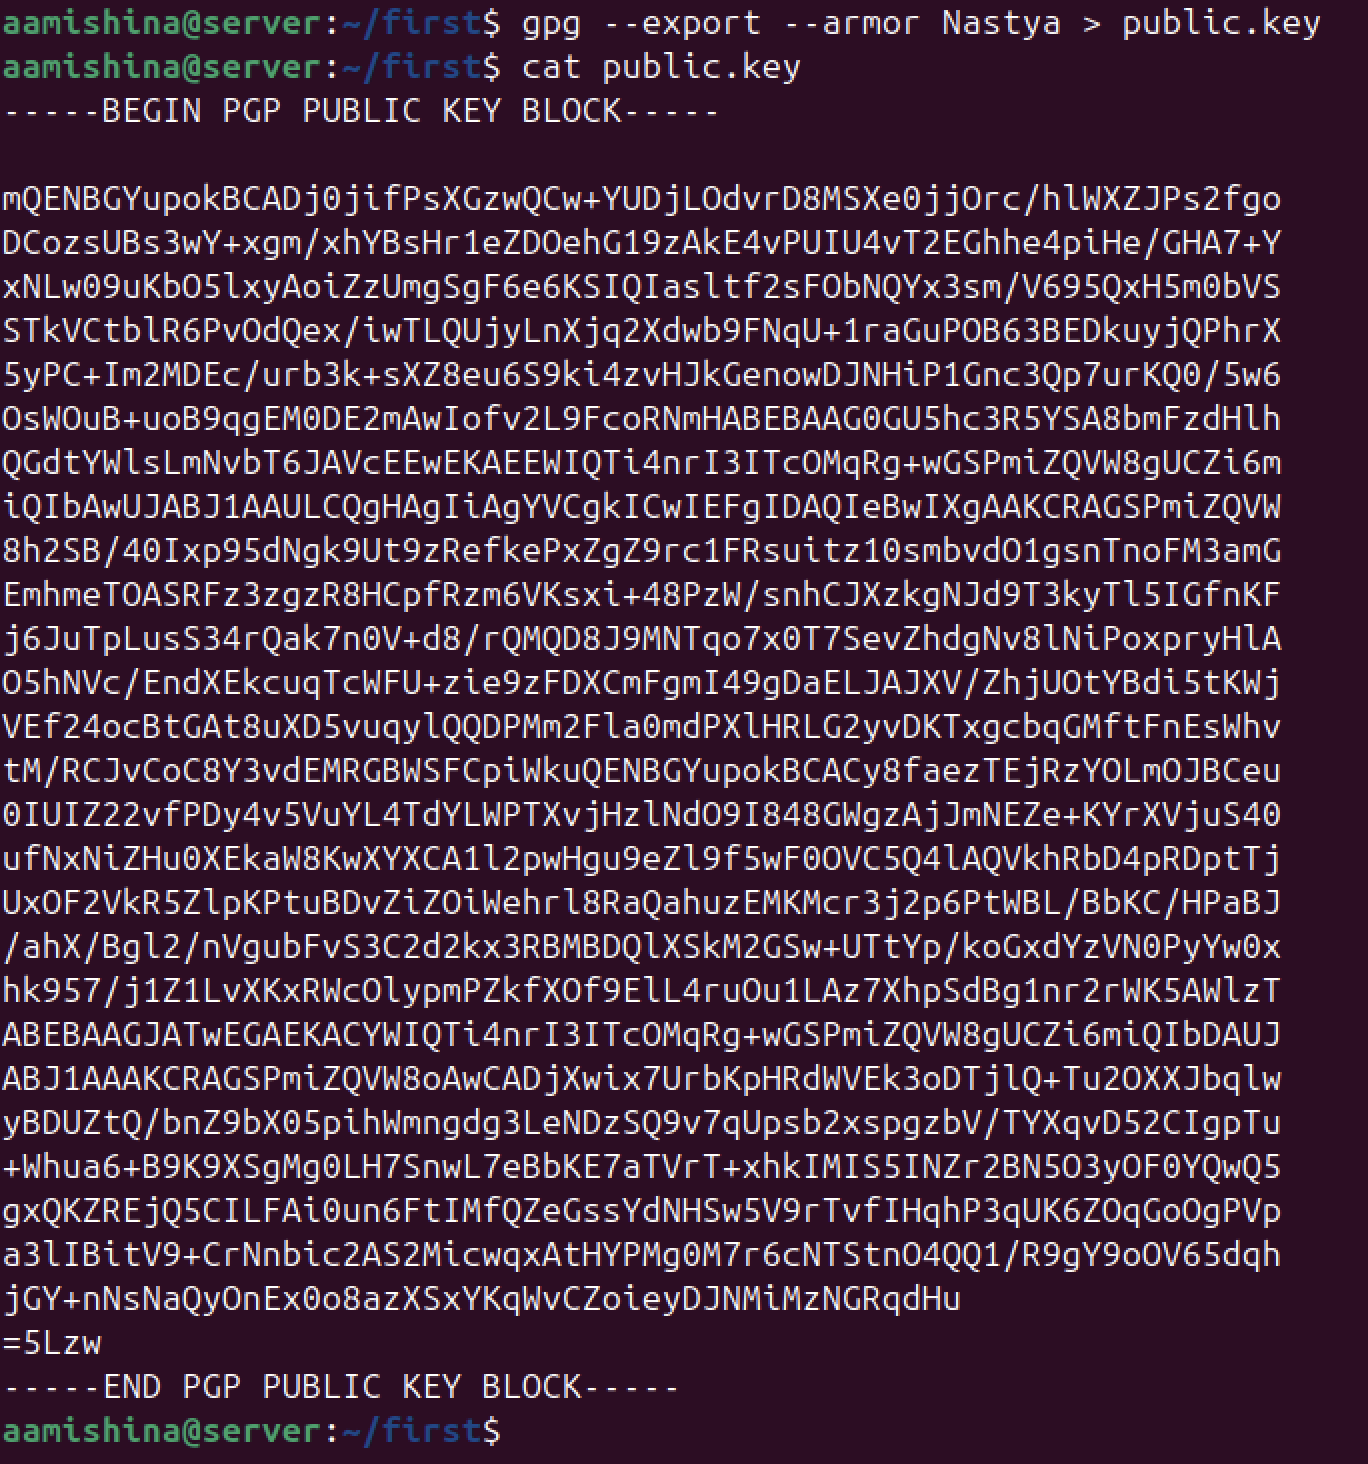 aamishina@server:~/first$ gpg --export --armor Nastya > public.key
aamishina@server:~/first$ cat public.key
-----BEGIN PGP PUBLIC KEY BLOCK-----

mQENBGYupokBCADj0jifPsXGzwQCw+YUDjLOdvrD8MSXe0jjOrc/hlWXZJPs2fgo
DCozsUBs3wY+xgm/xhYBsHr1eZDOehG19zAkE4vPUIU4vT2EGhhe4piHe/GHA7+Y
xNLw09uKbO5lxyAoiZzUmgSgF6e6KSIQIasltf2sFObNQYx3sm/V695QxH5m0bVS
STkVCtblR6PvOdQex/iwTLQUjyLnXjq2Xdwb9FNqU+1raGuPOB63BEDkuyjQPhrX
5yPC+Im2MDEc/urb3k+sXZ8eu6S9ki4zvHJkGenowDJNHiP1Gnc3Qp7urKQ0/5w6
OsWOuB+uoB9qgEM0DE2mAwIofv2L9FcoRNmHABEBAAG0GU5hc3R5YSA8bmFzdHlh
QGdtYWlsLmNvbT6JAVcEEwEKAEEWIQTi4nrI3ITcOMqRg+wGSPmiZQVW8gUCZi6m
iQIbAwUJABJ1AAULCQgHAgIiAgYVCgkICwIEFgIDAQIeBwIXgAAKCRAGSPmiZQVW
8h2SB/40Ixp95dNgk9Ut9zRefkePxZgZ9rc1FRsuitz10smbvdO1gsnTnoFM3amG
EmhmeTOASRFz3zgzR8HCpfRzm6VKsxi+48PzW/snhCJXzkgNJd9T3kyTl5IGfnKF
j6JuTpLusS34rQak7n0V+d8/rQMQD8J9MNTqo7x0T7SevZhdgNv8lNiPoxpryHlA
O5hNVc/EndXEkcuqTcWFU+zie9zFDXCmFgmI49gDaELJAJXV/ZhjUOtYBdi5tKWj
VEf24ocBtGAt8uXD5vuqylQQDPMm2Fla0mdPXlHRLG2yvDKTxgcbqGMftFnEsWhv
tM/RCJvCoC8Y3vdEMRGBWSFCpiWkuQENBGYupokBCACy8faezTEjRzYOLmOJBCeu
0IUIZ22vfPDy4v5VuYL4TdYLWPTXvjHzlNdO9I848GWgzAjJmNEZe+KYrXVjuS40
ufNxNiZHu0XEkaW8KwXYXCA1l2pwHgu9eZl9f5wF0OVC5Q4lAQVkhRbD4pRDptTj
UxOF2VkR5ZlpKPtuBDvZiZOiWehrl8RaQahuzEMKMcr3j2p6PtWBL/BbKC/HPaBJ
/ahX/Bgl2/nVgubFvS3C2d2kx3RBMBDQlXSkM2GSw+UTtYp/koGxdYzVN0PyYw0x
hk957/j1Z1LvXKxRWcOlypmPZkfXOf9ElL4ruOu1LAz7XhpSdBg1nr2rWK5AWlzT
ABEBAAGJATwEGAEKACYWIQTi4nrI3ITcOMqRg+wGSPmiZQVW8gUCZi6miQIbDAUJ
ABJ1AAAKCRAGSPmiZQVW8oAwCADjXwix7UrbKpHRdWVEk3oDTjlQ+Tu2OXXJbqlw
yBDUZtQ/bnZ9bX05pihWmngdg3LeNDzSQ9v7qUpsb2xspgzbV/TYXqvD52CIgpTu
+Whua6+B9K9XSgMg0LH7SnwL7eBbKE7aTVrT+xhkIMIS5INZr2BN5O3yOF0YQwQ5
gxQKZREjQ5CILFAi0un6FtIMfQZeGssYdNHSw5V9rTvfIHqhP3qUK6ZOqGoOgPVp
a3lIBitV9+CrNnbic2AS2MicwqxAtHYPMg0M7r6cNTStnO4QQ1/R9gY9oOV65dqh
jGY+nNsNaQyOnEx0o8azXSxYKqWvCZoieyDJNMiMzNGRqdHu
=5Lzw
-----END PGP PUBLIC KEY BLOCK-----
aamishina@server:~/first$